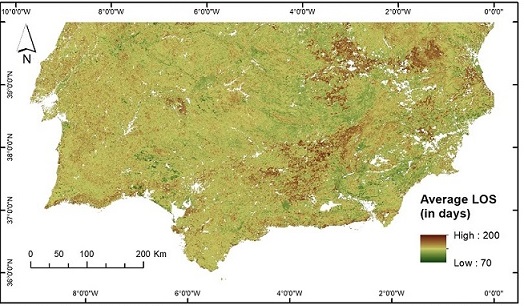 10°0'0"W 8°0'0"W 6°0'0"W 4°0'0"W 2°0'0"W 0°0'0"
N
39°0'0"N
38°0'0"N
37°0'0"N
36°0'0"N
Average LOS
(in days)
High : 200
Low : 70
0 50 100 200 Km
8°0'0"W 6°0'0"W 4°0'0"W 2°0'0"W 0°0'0"